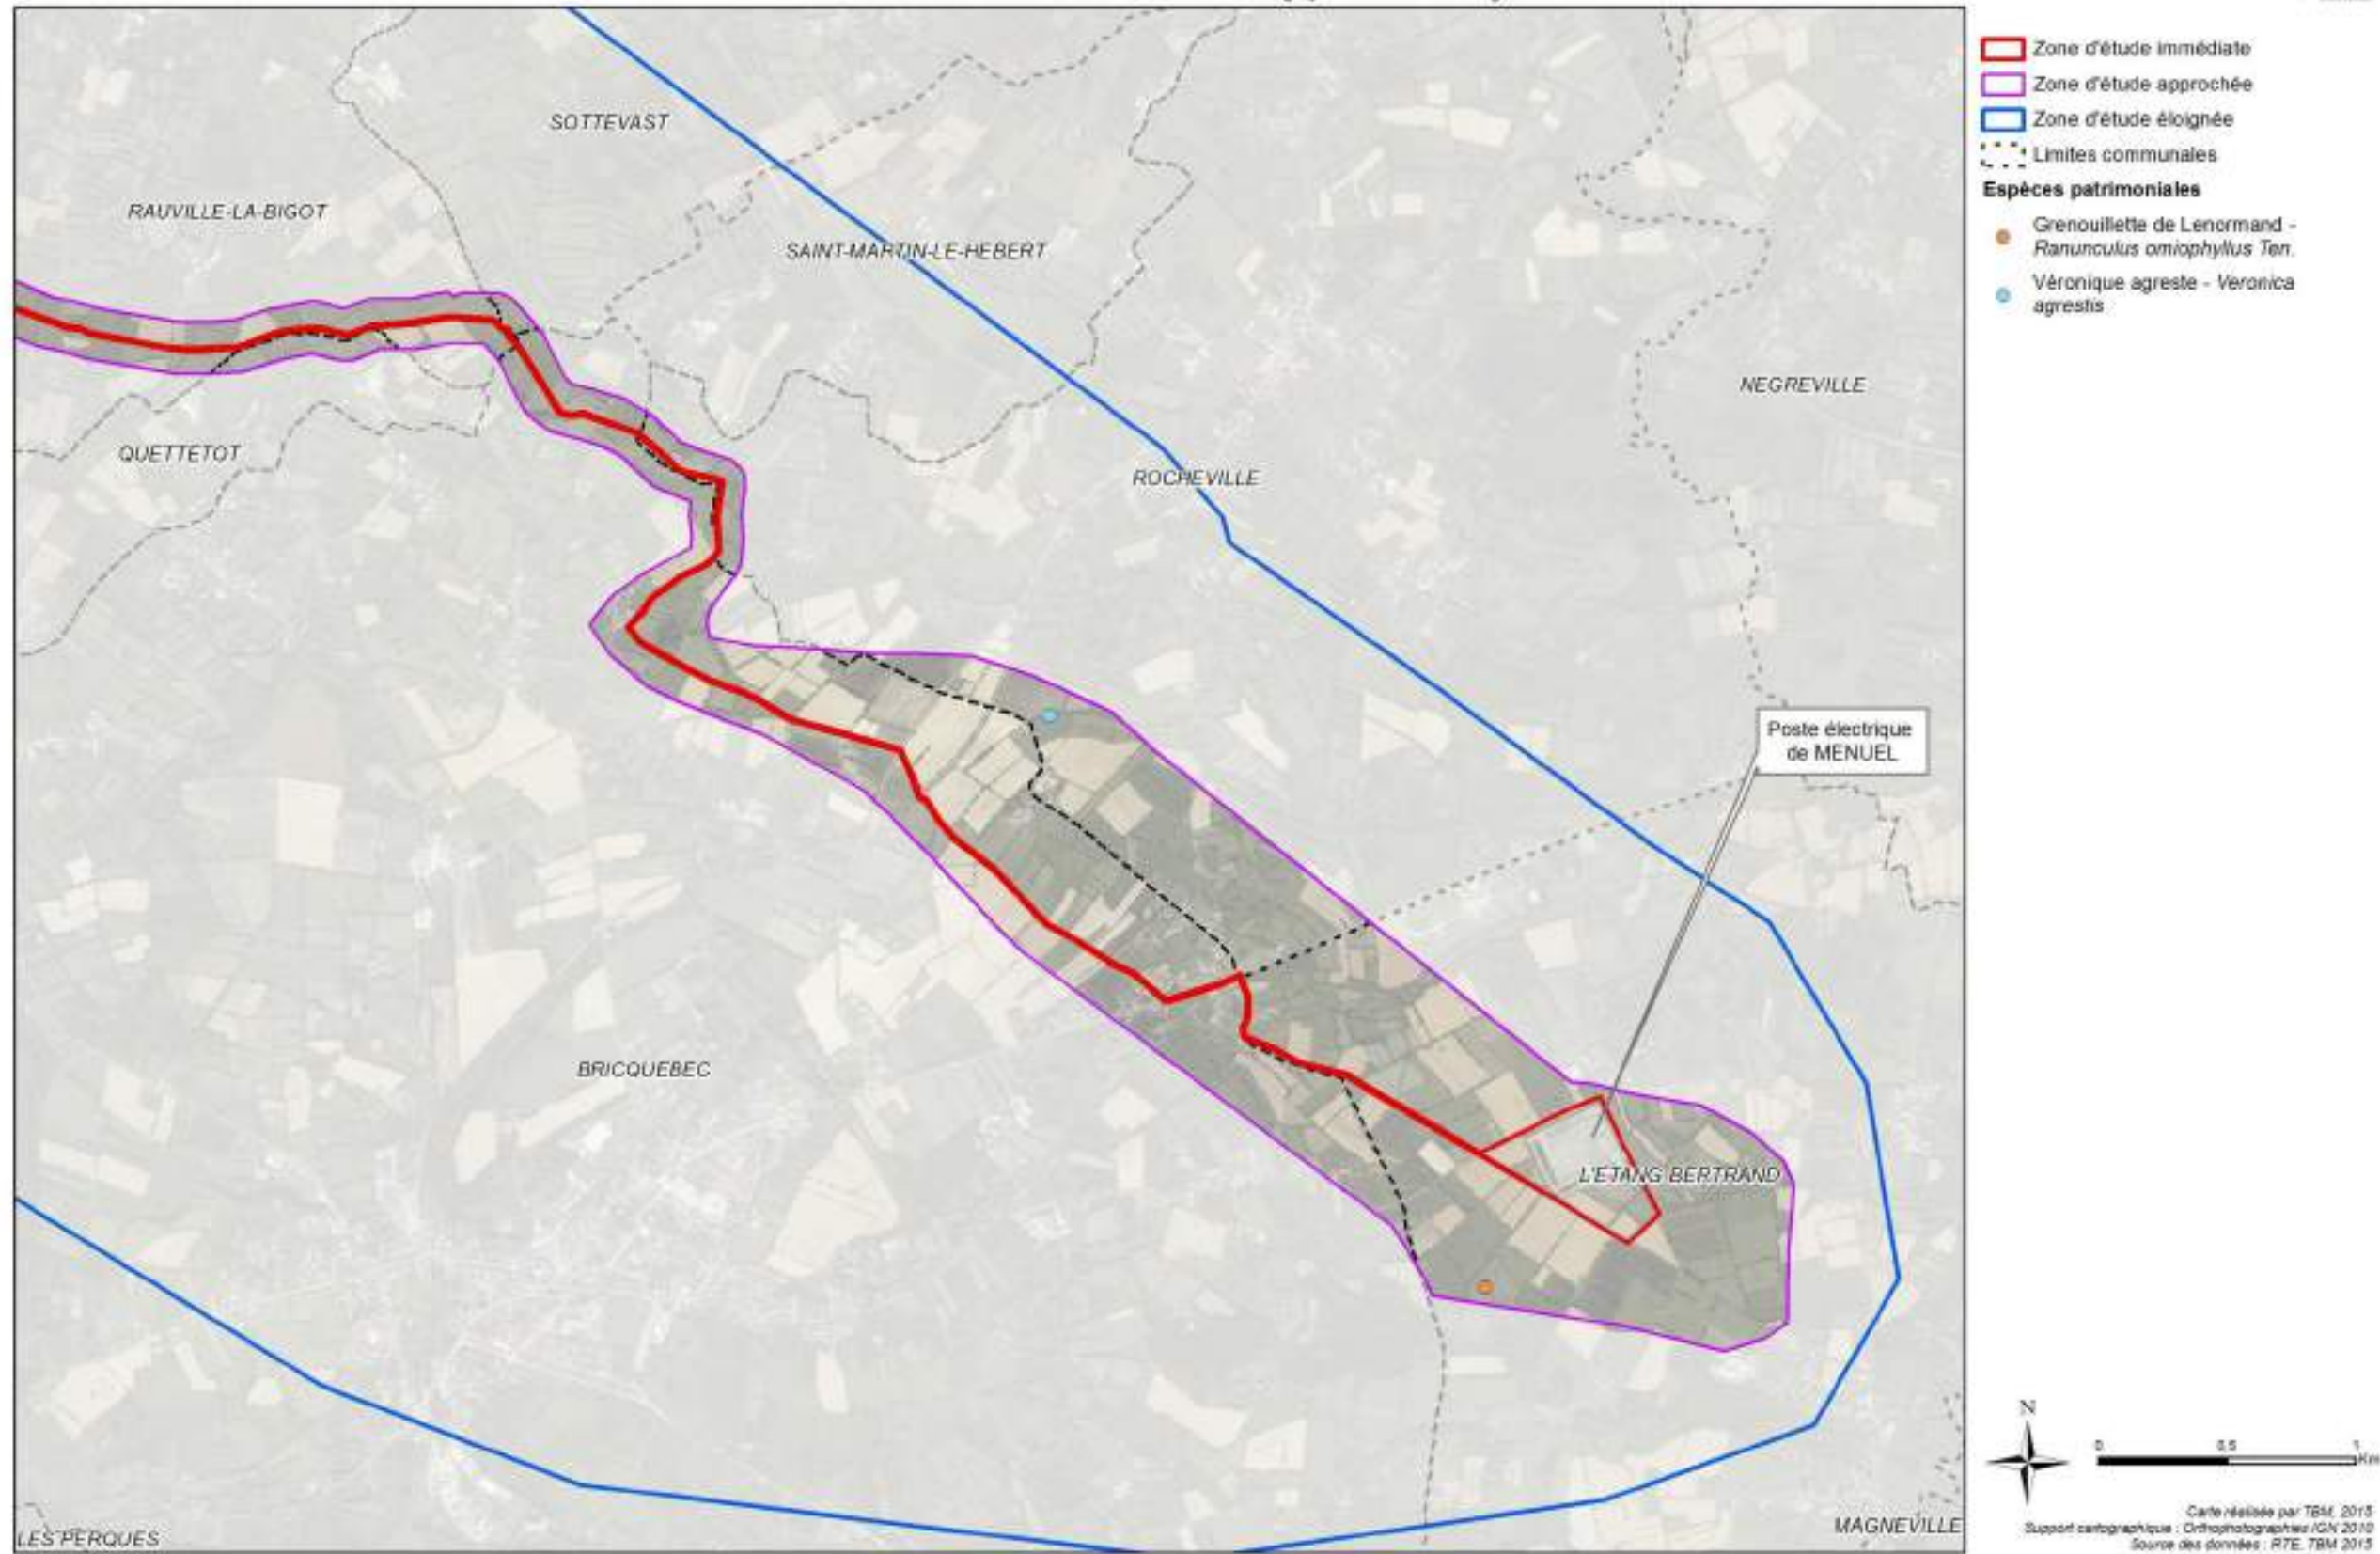 Zone d'étude immédiate
Zone d'étude approchée
Zone d'étude éloignée
Limites communales
Espèces patrimoniales
Grenouillette de Lenormand -
Ranunculus omiophyllus Ten.
Véronique agreste - Veronica
agrestis
SOTTEVAST
RAUVILLE-LA-BIGOT
SAINT-MARTIN-LE-HEBERT
NEGREVILLE
QUETTETOT
ROCHEVILLE
Poste électrique
de MENUEL
BRICQUEBEC
L'ETANG BERTRAND
LES PERQUES
MAGNEVILLE
N
0 0,5 1
Km
Carte réalisée par TBM, 2015
Support cartographique : Orthophotographies IGN 2010
Source des données : RTE, TBM 2015